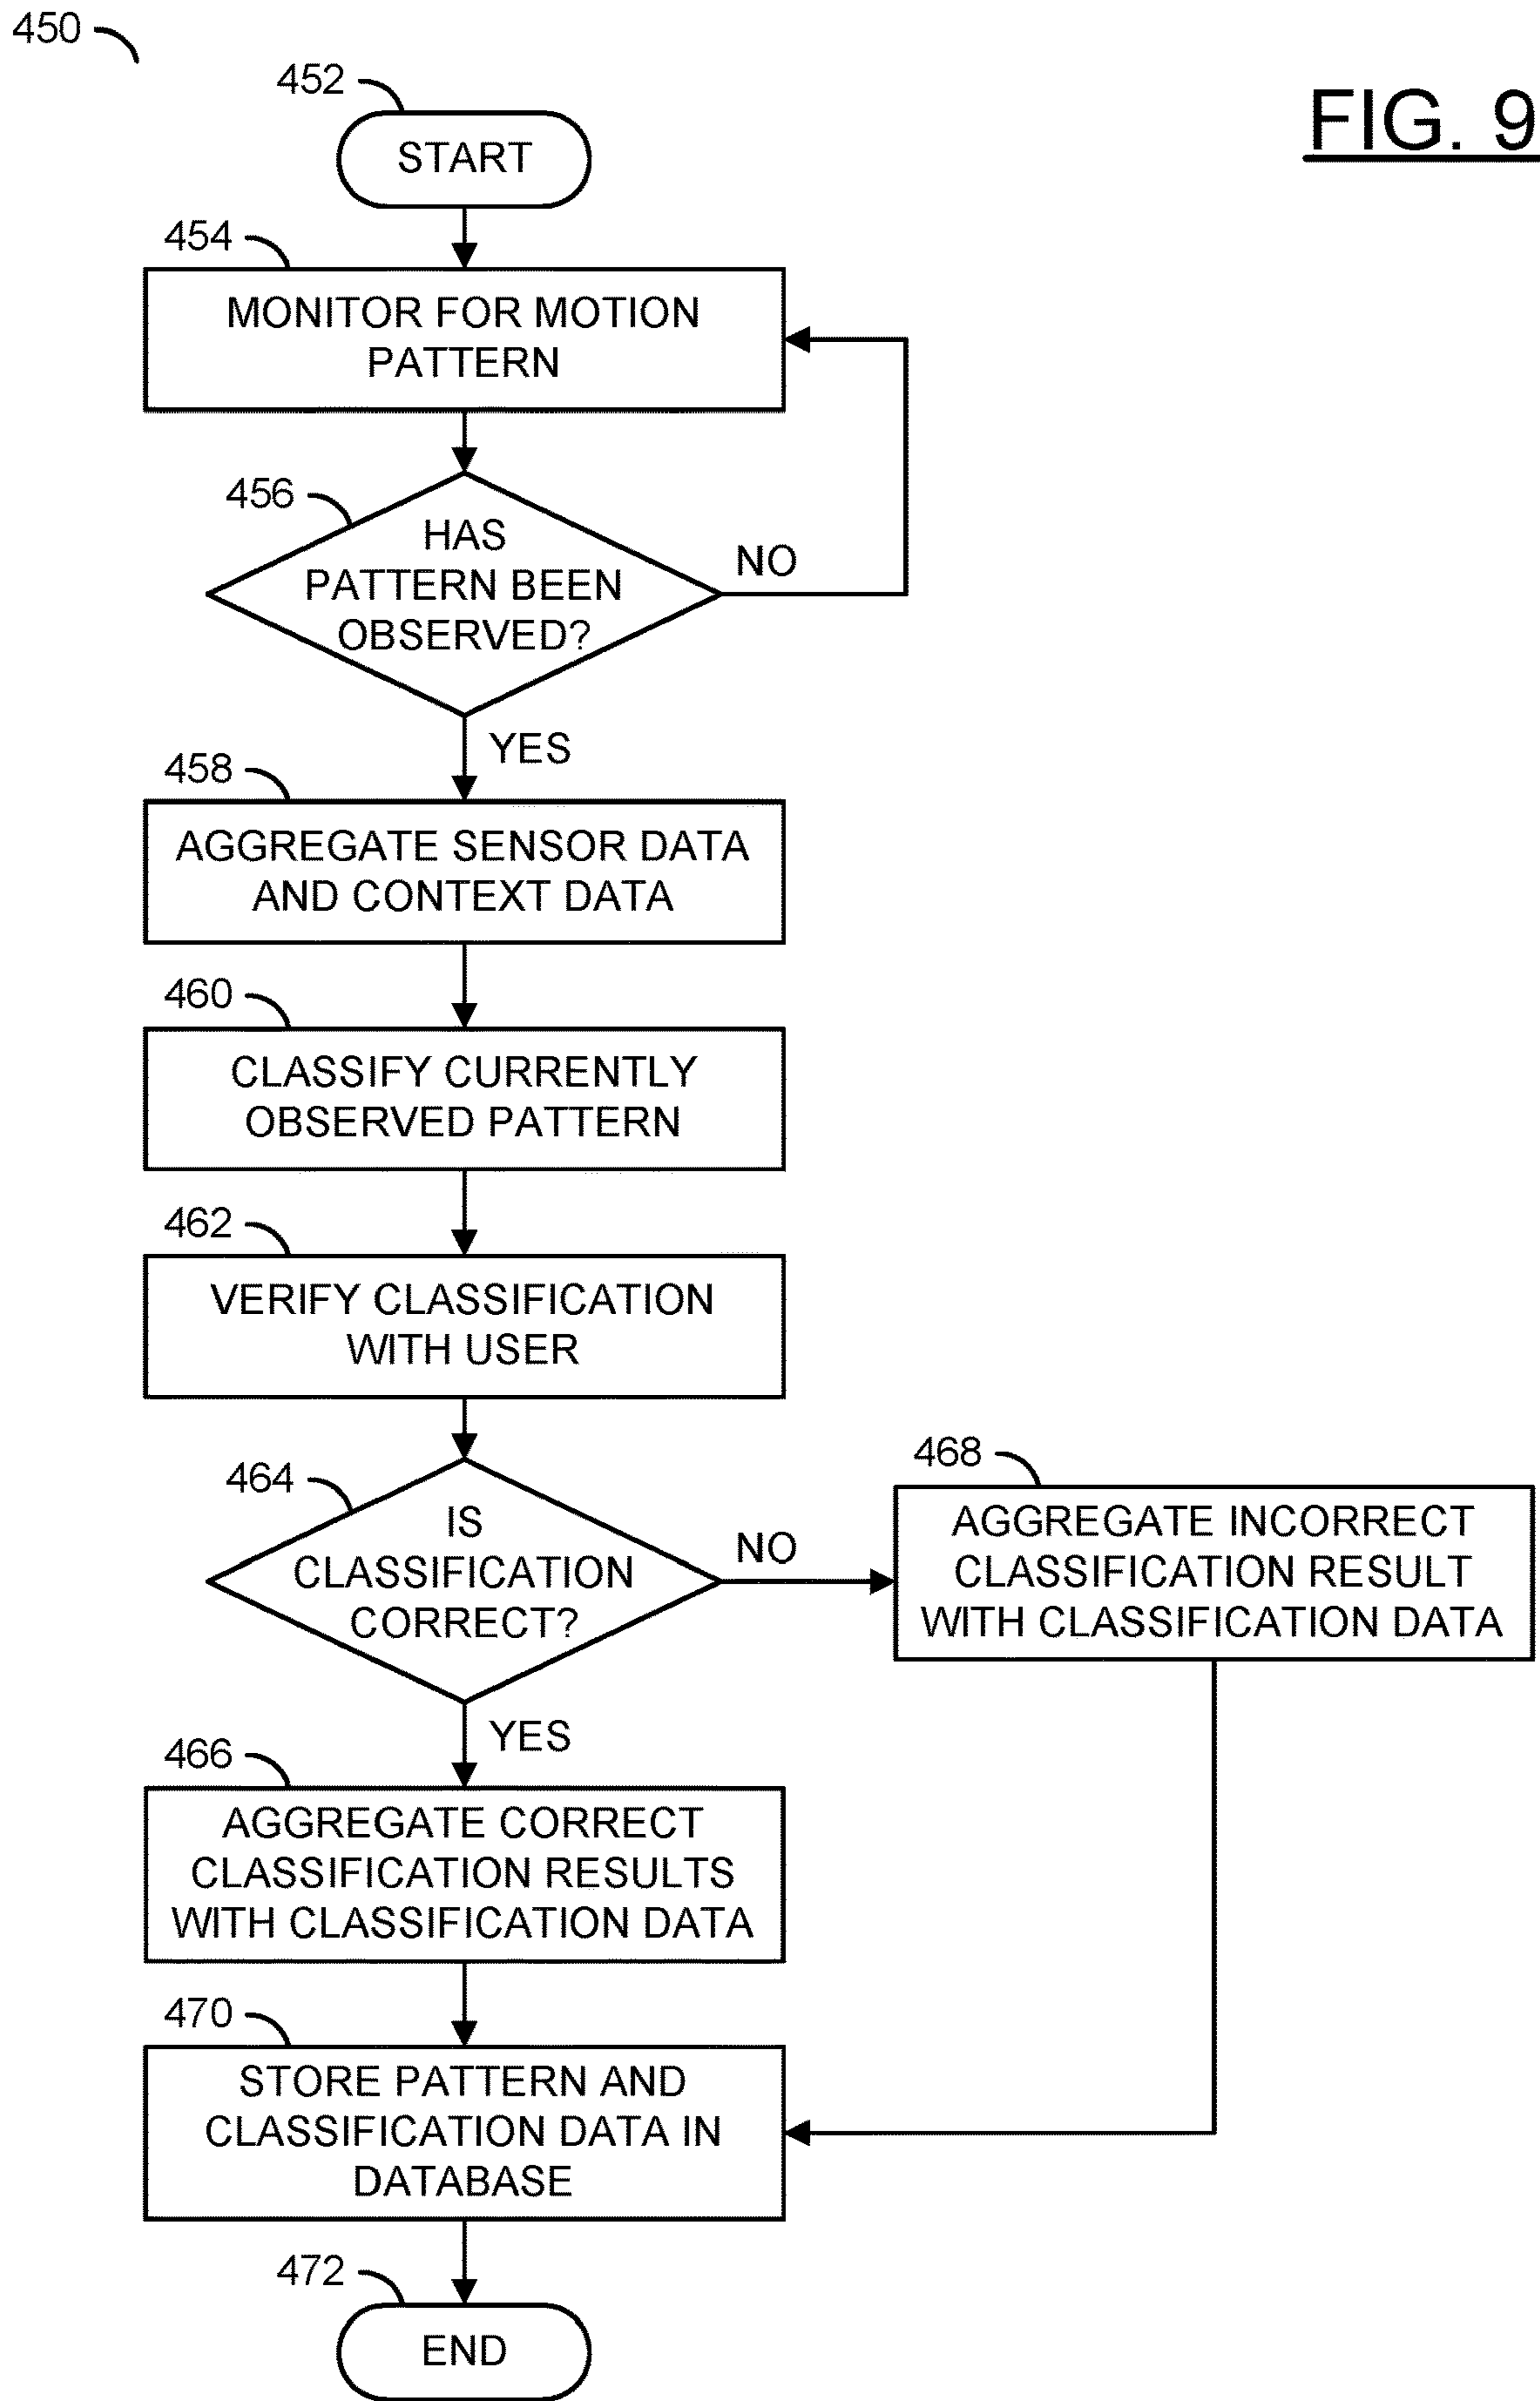 450
452
START
FIG. 9
454
MONITOR FOR MOTION
PATTERN
456
HAS
PATTERN BEEN
OBSERVED?
NO
YES
458
AGGREGATE SENSOR DATA
AND CONTEXT DATA
460
CLASSIFY CURRENTLY
OBSERVED PATTERN
462
VERIFY CLASSIFICATION
WITH USER
464
IS
CLASSIFICATION
CORRECT?
NO
468
AGGREGATE INCORRECT
CLASSIFICATION RESULT
WITH CLASSIFICATION DATA
YES
466
AGGREGATE CORRECT
CLASSIFICATION RESULTS
WITH CLASSIFICATION DATA
470
STORE PATTERN AND
CLASSIFICATION DATA IN
DATABASE
472
END